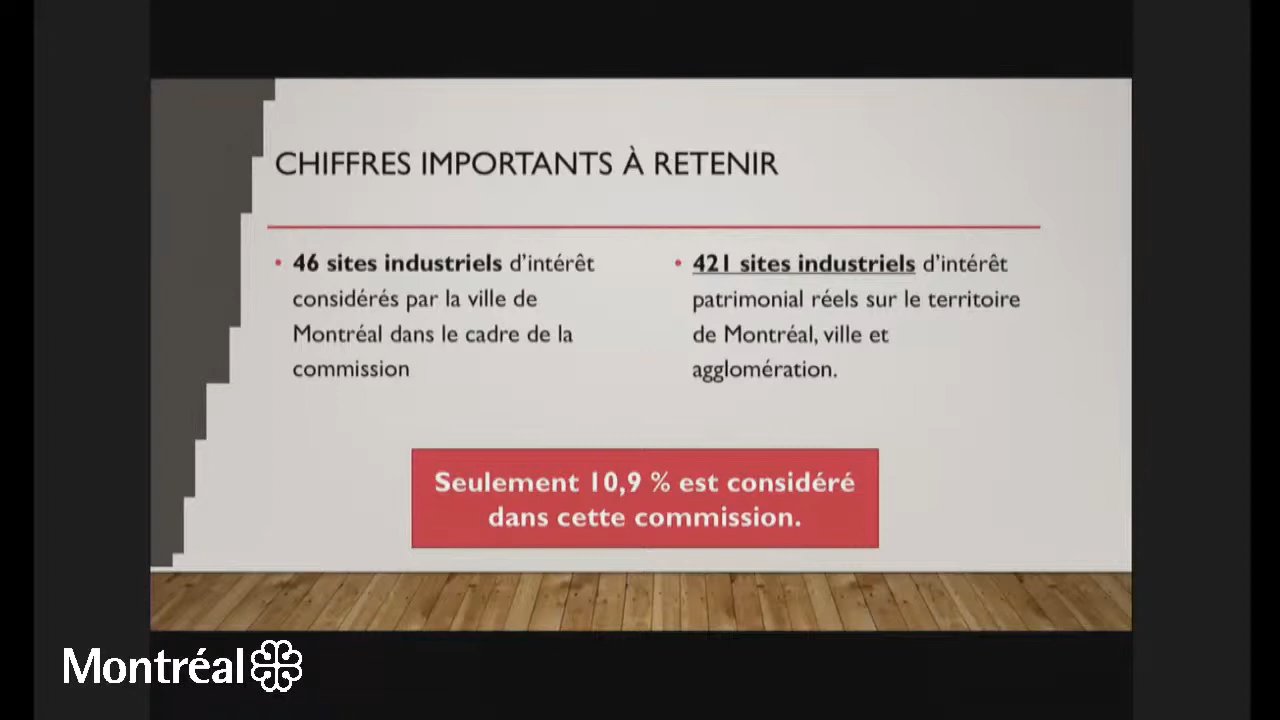 CHIFFRES IMPORTANTS À RETENIR
• 46 sites industriels d'intérêt
considérés par la ville de
Montréal dans le cadre de la
commission
• 421 sites industriels d'intérêt
patrimonial réels sur le territoire
de Montréal, ville et
agglomération.
Seulement 10,9 % est considéré
dans cette commission.
Montréal